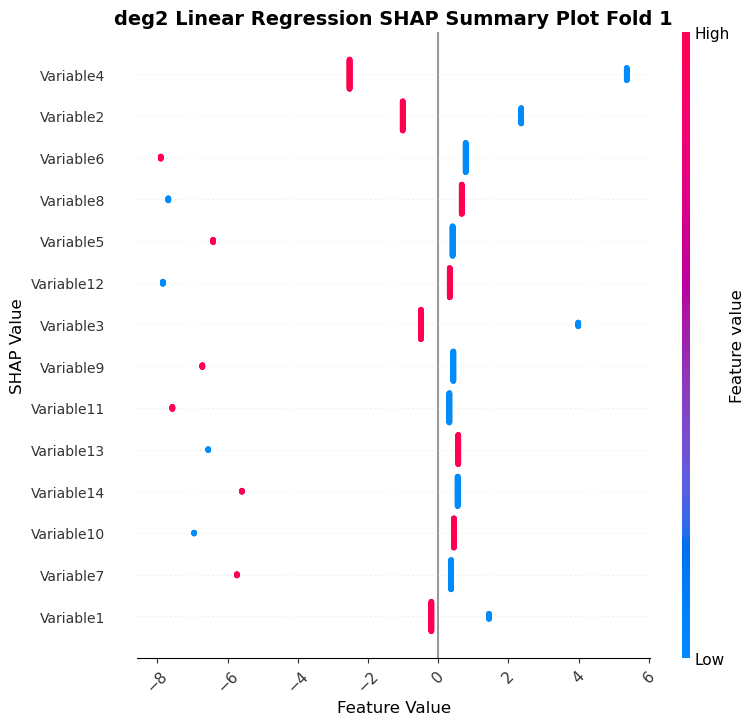 deg2 Linear Regression SHAP Summary Plot Fold 1
High
Variable4
Variable2
Variable6
Variable8
Variable5
Variable12
Variable3
Variable9
Variable11
Variable13
Variable14
Variable10
Variable7
Variable1
SHAP Value
Feature value
Low
−8 −6 −4 −2 0 2 4 6
Feature Value